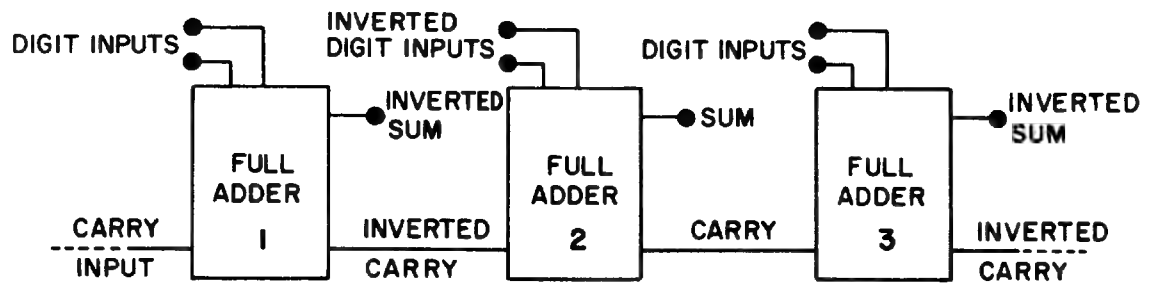 DIGIT INPUTS
INVERTED
DIGIT INPUTS
DIGIT INPUTS
INVERTED
SUM
SUM
INVERTED
SUM
FULL
ADDER
1
FULL
ADDER
2
FULL
ADDER
3
CARRY
INPUT
INVERTED
CARRY
CARRY
INVERTED
CARRY